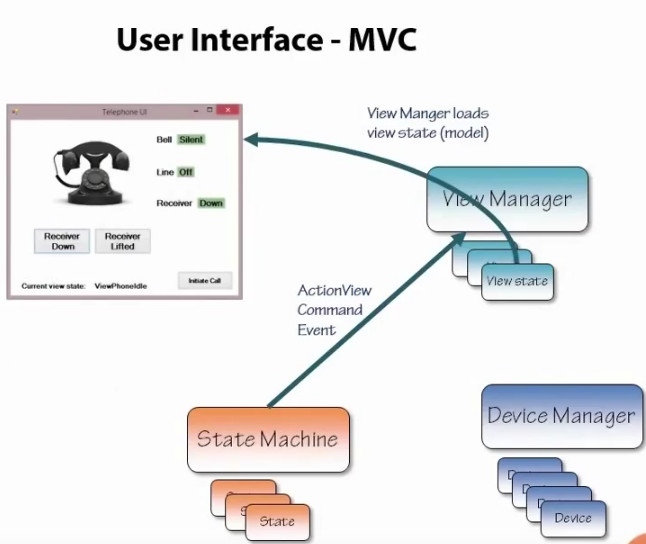 User Interface - MVC
Telephone UI
Bell Silent
Line Off
Receiver Down
Receiver
Down
Receiver
Lifted
Current view state: ViewPhoneIdle
Initiate Call
View Manger loads
view state (model)
View Manager
View state
ActionView
Command
Event
State Machine
S
State
Device Manager
D
D
D
Device